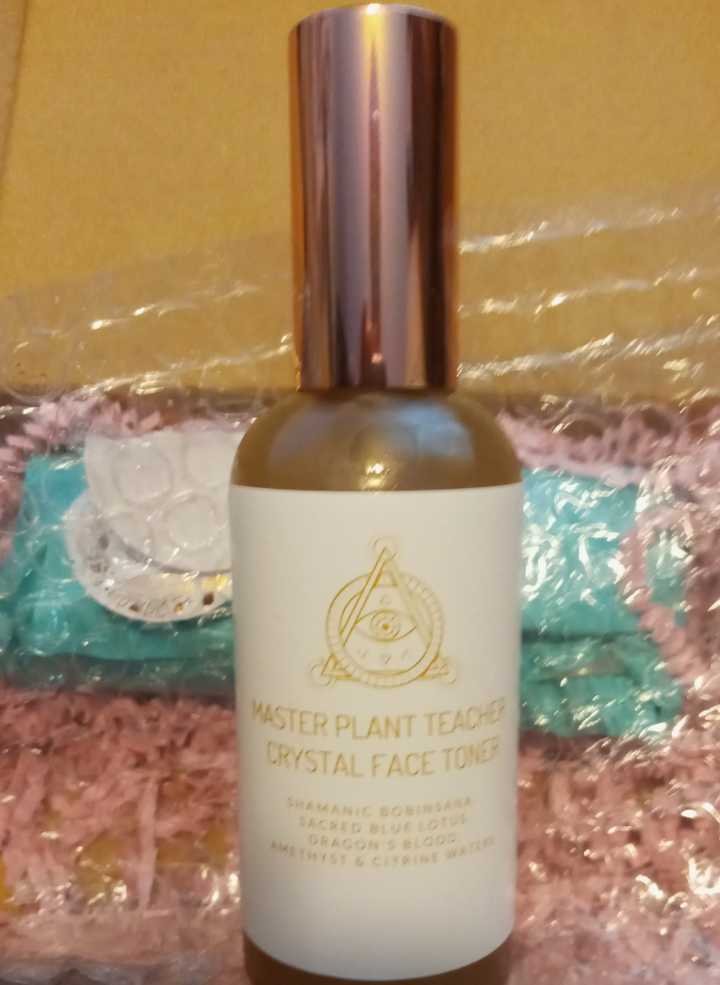 MASTER PLANT TEACHER
CRYSTAL FACE TONER
SHAMANIC BOBINSANA
SACRED BLUE LOTUS
DRAGON'S BLOOD
AMETHYST & CITRINE WATERS